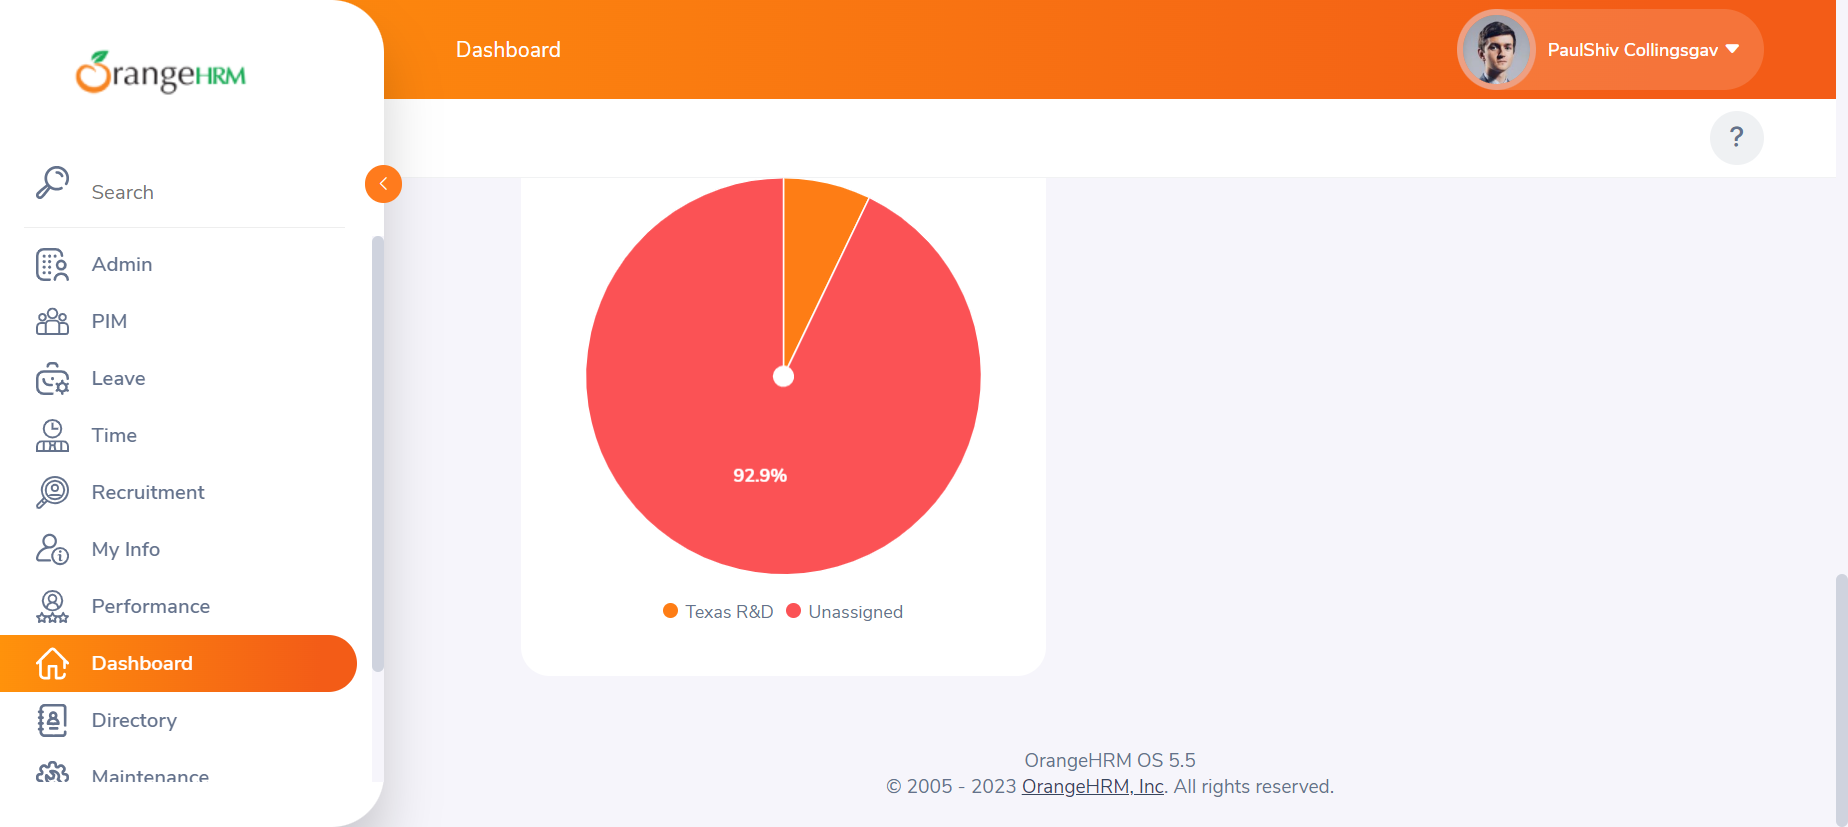 OrangeHRM
Dashboard
PaulShiv Collingsgav
?
Search
Admin
PIM
Leave
Time
Recruitment
My Info
Performance
Dashboard
Directory
Maintenance
92.9%
Texas R&D Unassigned
OrangeHRM OS 5.5
© 2005 - 2023 OrangeHRM, Inc. All rights reserved.